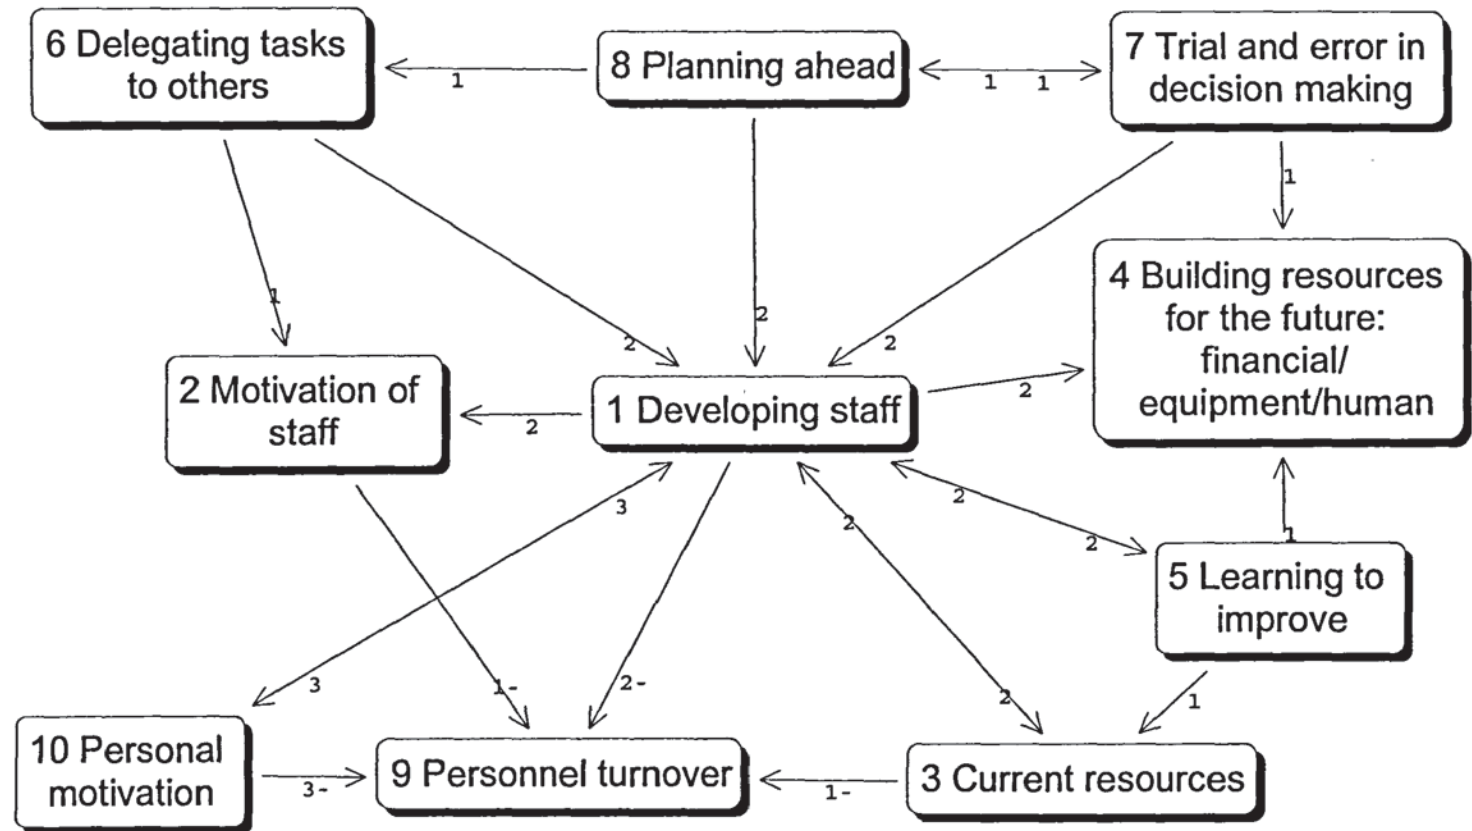 6 Delegating tasks
to others
8 Planning ahead
7 Trial and error in
decision making
1
1 1
1
4 Building resources
for the future:
financial/
equipment/human
1
2
2
2
2 Motivation of
staff
1 Developing staff
2
2
3
2
2
2
1
5 Learning to
improve
3
1-
2-
2
1
10 Personal
motivation
9 Personnel turnover
3 Current resources
3-
1-